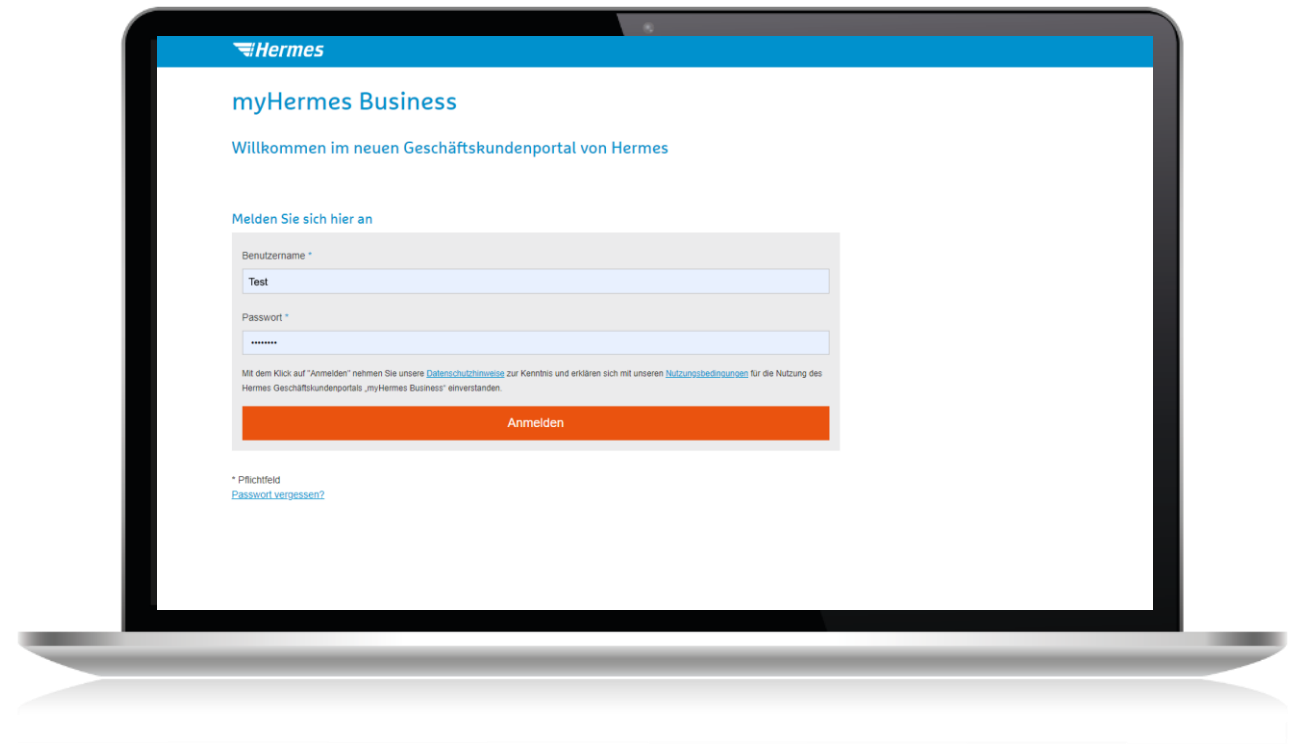 Hermes
myHermes Business
Willkommen im neuen Geschäftskundenportal von Hermes
Melden Sie sich hier an
Benutzername *
Test
Passwort *
••••••••
Mit dem Klick auf "Anmelden" nehmen Sie unsere Datenschutzhinweise zur Kenntnis und erklären sich mit unseren Nutzungsbedingungen für die Nutzung des
Hermes Geschäftskundenportals „myHermes Business“ einverstanden.
Anmelden
* Pflichtfeld
Passwort vergessen?